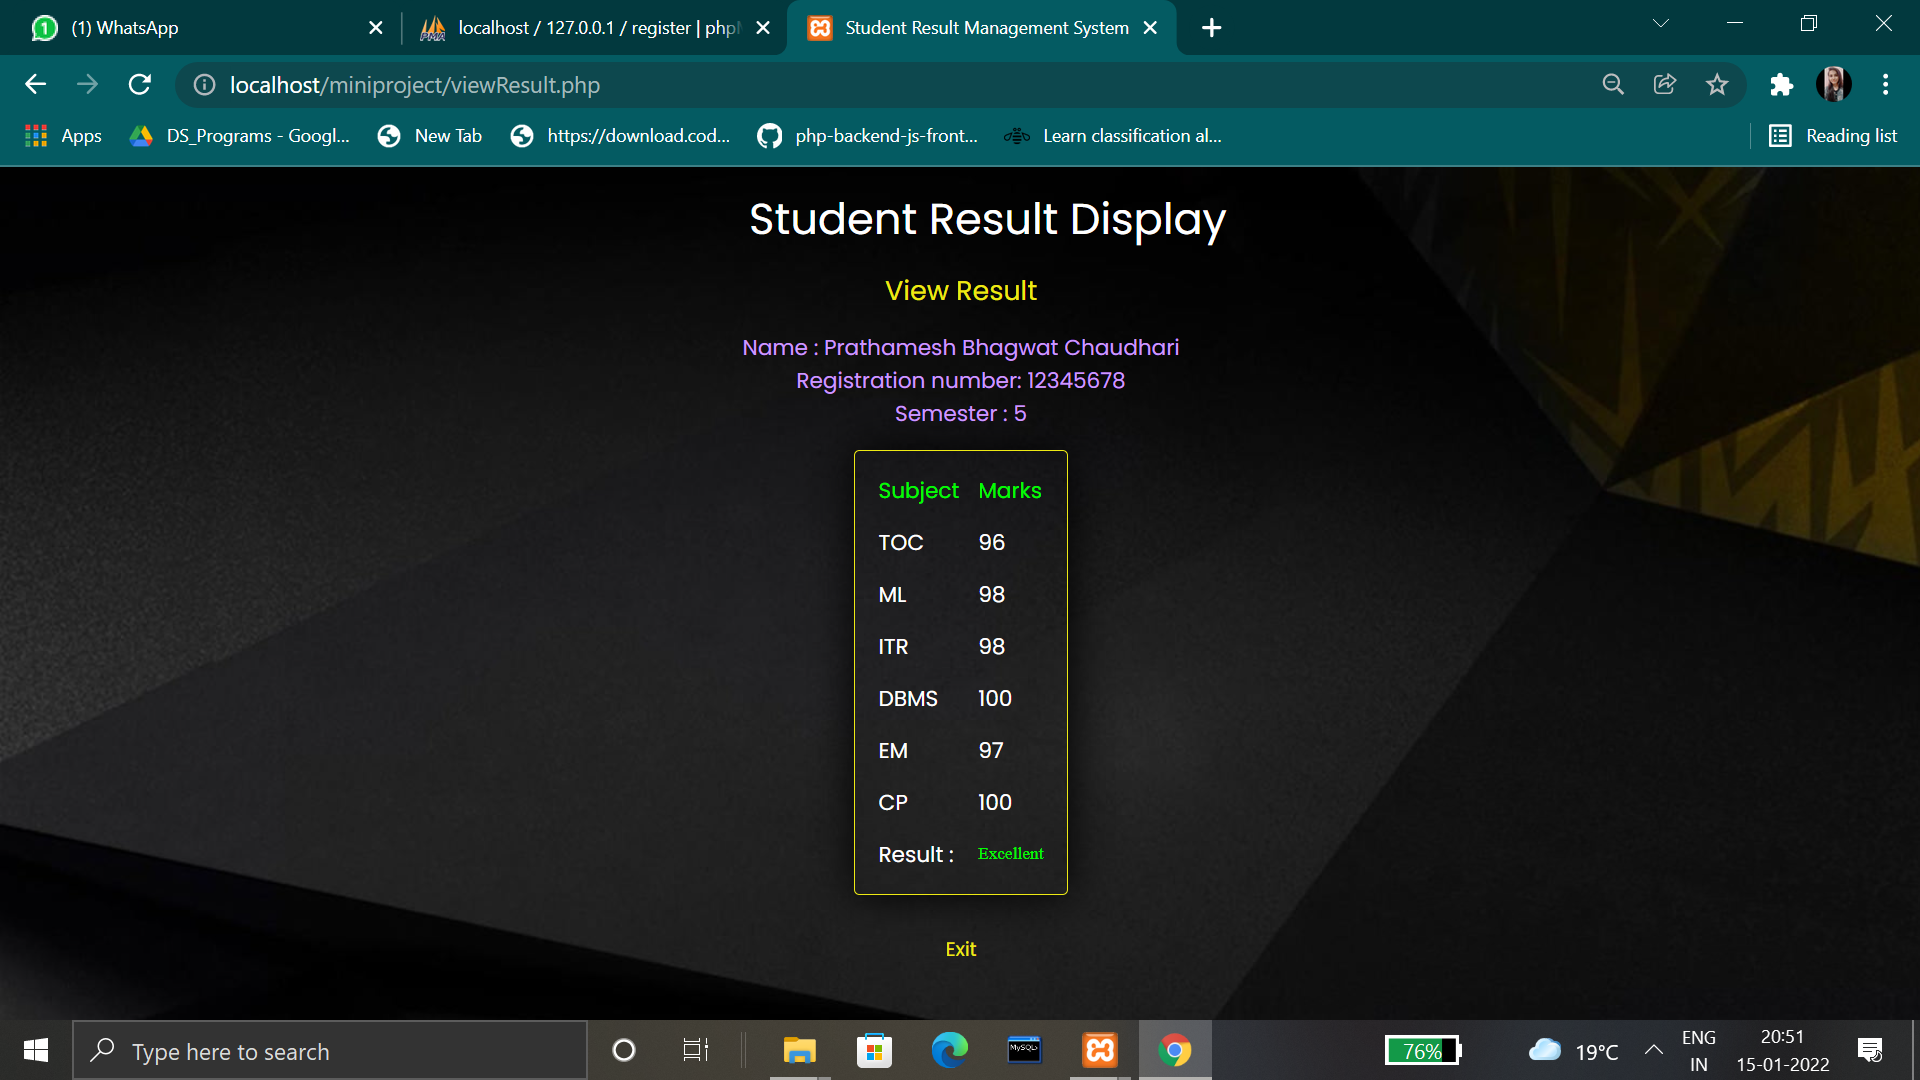 (1) WhatsApp
localhost / 127.0.0.1 / register | php
Student Result Management System
localhost/miniproject/viewResult.php
Apps
DS_Programs - Googl...
New Tab
https://download.cod...
php-backend-js-front...
Learn classification al...
Reading list
Student Result Display
View Result
Name : Prathamesh Bhagwat Chaudhari
Registration number: 12345678
Semester : 5
Subject Marks
TOC 96
ML 98
ITR 98
DBMS 100
EM 97
CP 100
Result : Excellent
Exit
Type here to search
MySQL>
76%
19°C
ENG
IN
20:51
15-01-2022